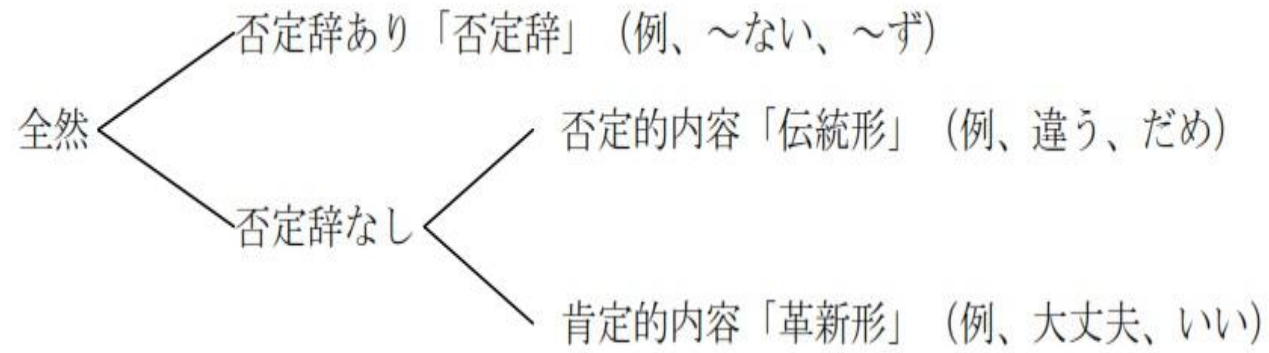 否定辞あり「否定辞」（例、～ない、～ず）
全然
否定的内容「伝統形」（例、違う、だめ）
否定辞なし
肯定的内容「革新形」（例、大丈夫、いい）